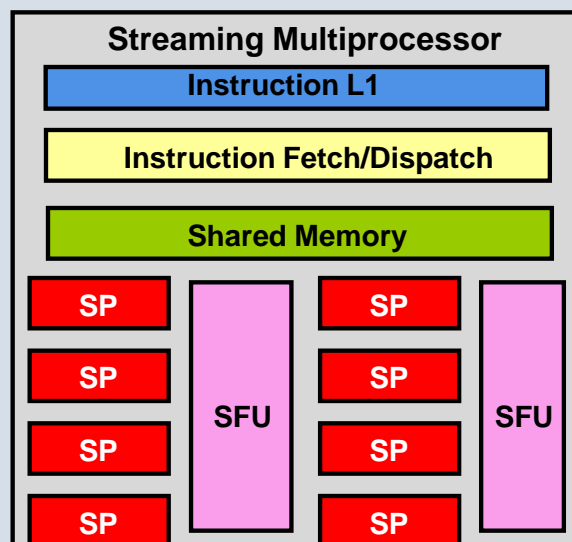 Streaming Multiprocessor
Instruction L1
Instruction Fetch/Dispatch
Shared Memory
SP
SP
SP
SP
SFU
SP
SP
SP
SP
SFU